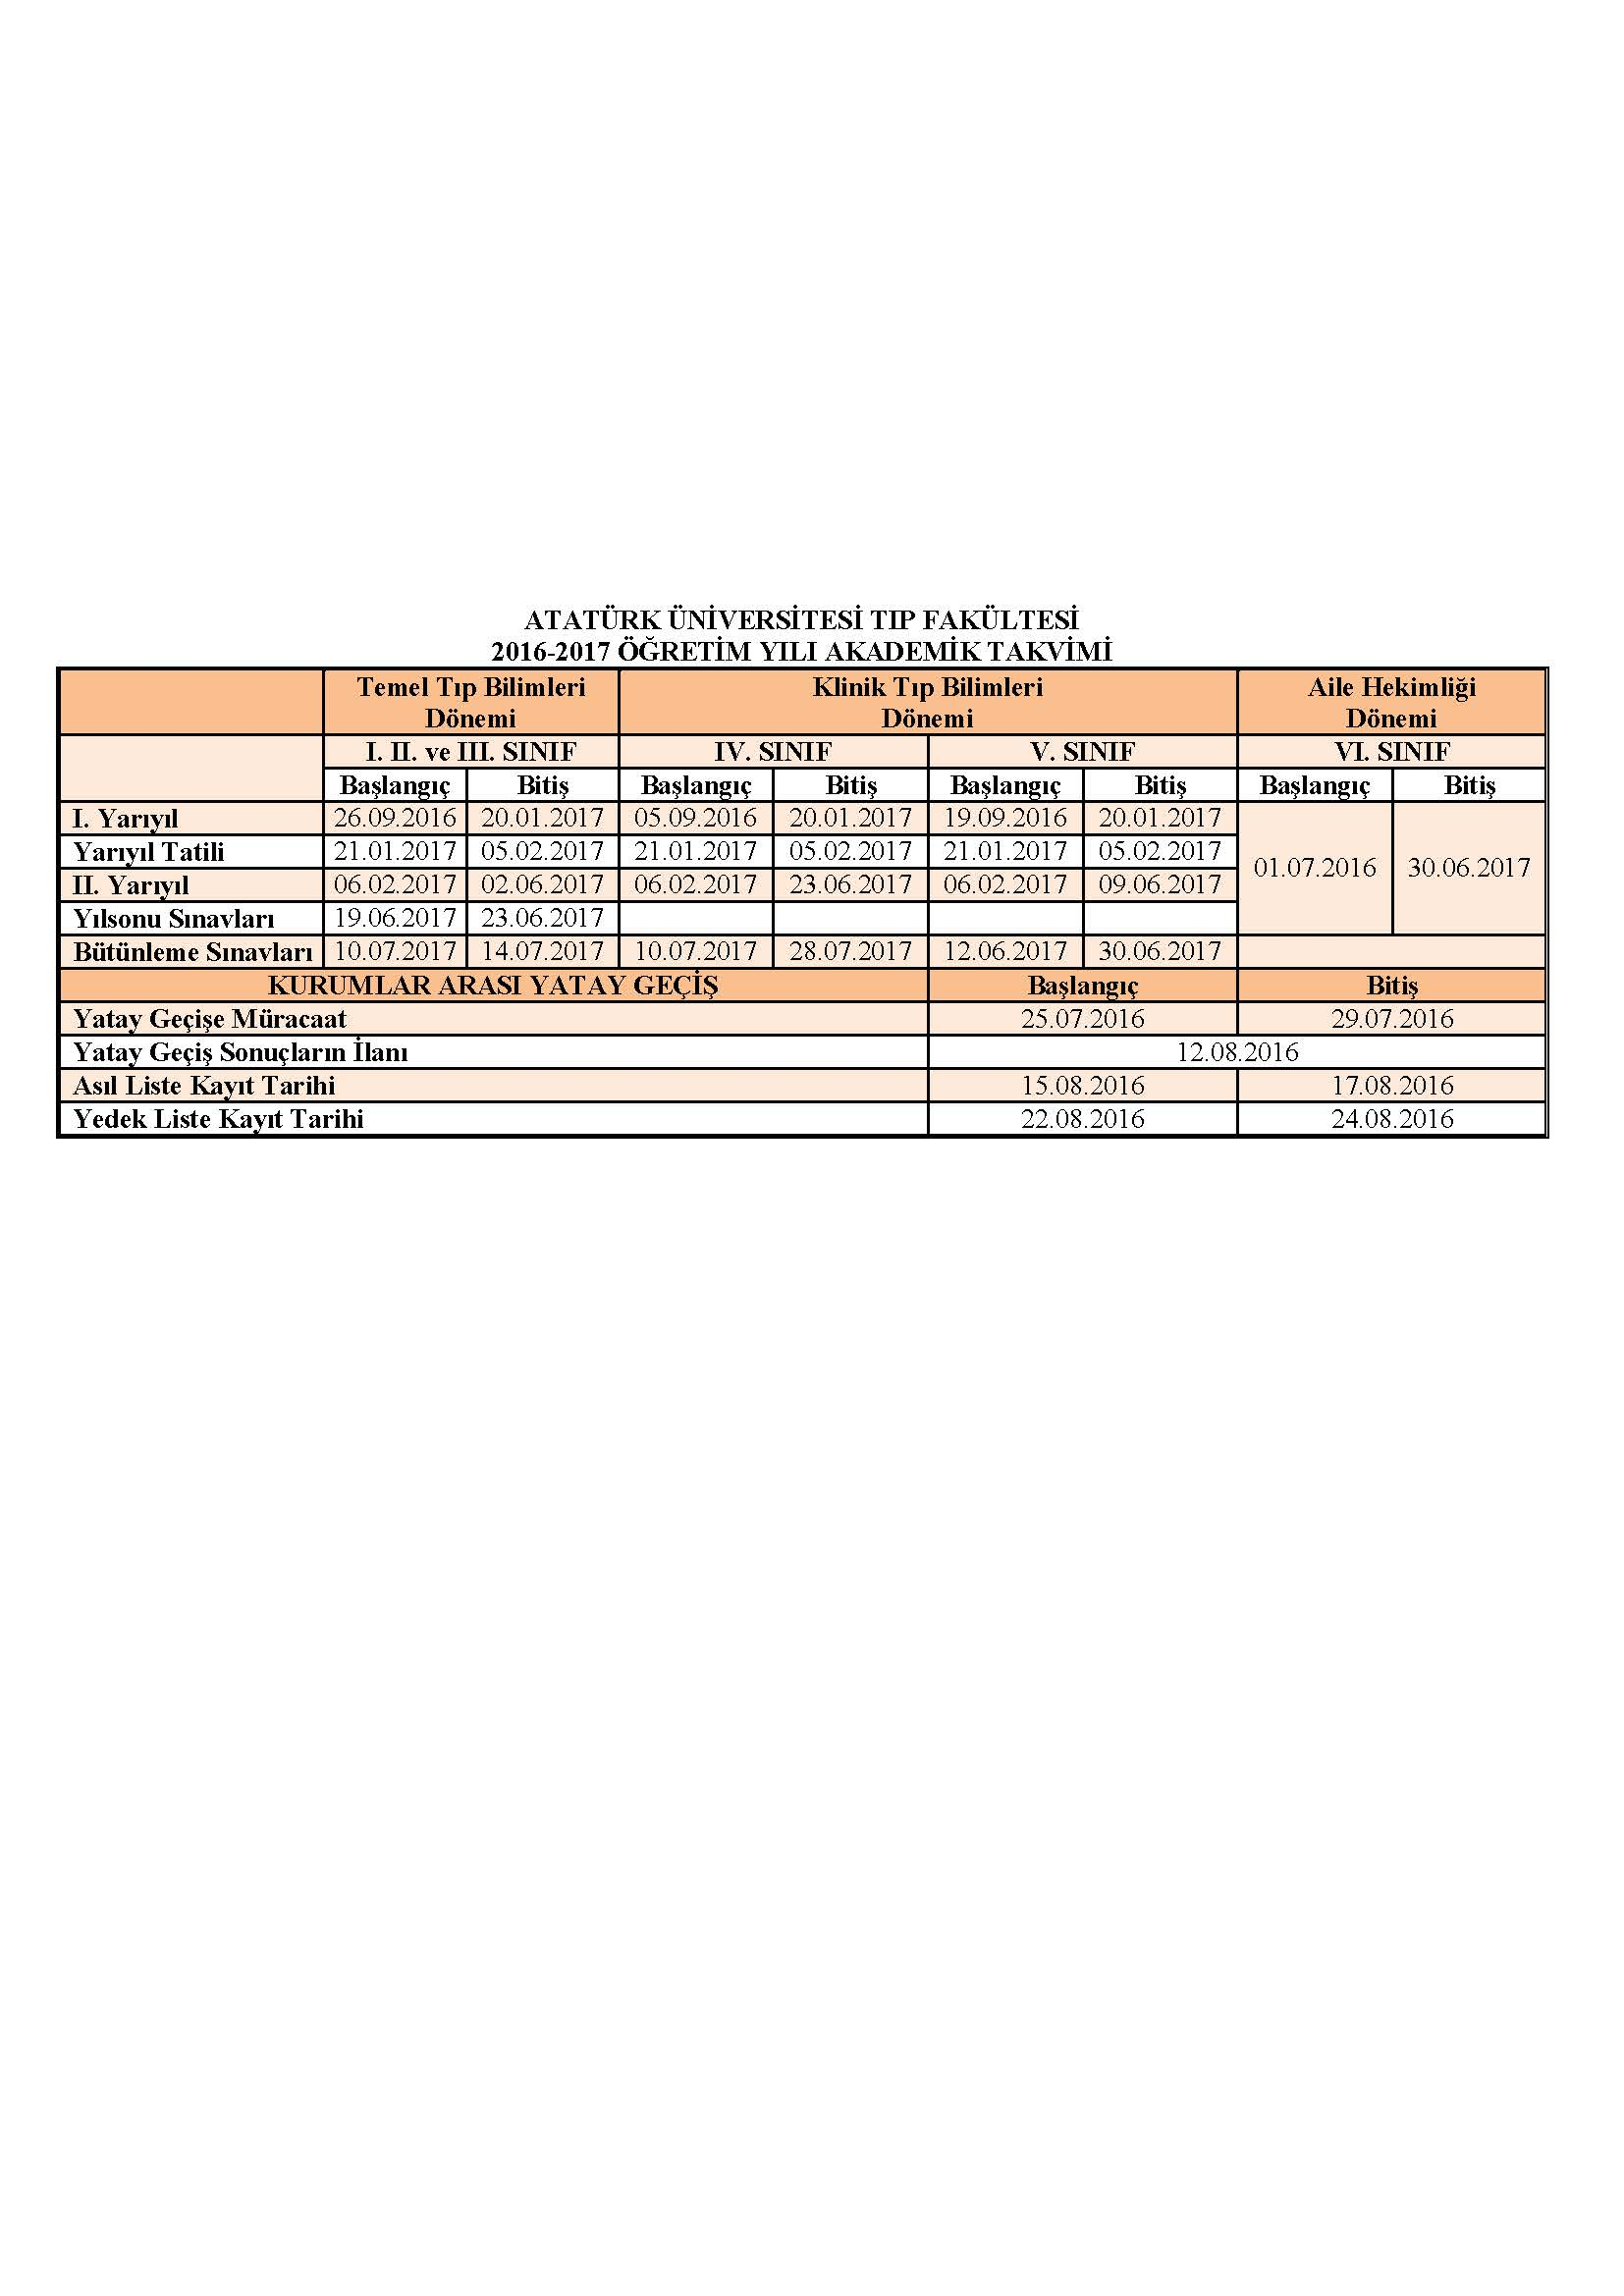 ATATÜRK ÜNİVERSİTESİ TIP FAKÜLTESİ
2016-2017 ÖĞRETİM YILI AKADEMİK TAKVİMİ
Temel Tıp Bilimleri Dönemi Klinik Tıp Bilimleri Dönemi Aile Hekimliği Dönemi
I. II. ve III. SINIF IV. SINIF V. SINIF VI. SINIF
Başlangıç Bitiş Başlangıç Bitiş Başlangıç Bitiş Başlangıç Bitiş
I. Yarıyıl 26.09.2016 20.01.2017 05.09.2016 20.01.2017 19.09.2016 20.01.2017
Yarıyıl Tatili 21.01.2017 05.02.2017 21.01.2017 05.02.2017 21.01.2017 05.02.2017
01.07.2016 30.06.2017
II. Yarıyıl 06.02.2017 02.06.2017 06.02.2017 23.06.2017 06.02.2017 09.06.2017
Yılsonu Sınavları 19.06.2017 23.06.2017
Bütünleme Sınavları 10.07.2017 14.07.2017 10.07.2017 28.07.2017 12.06.2017 30.06.2017
KURUMLAR ARASI YATAY GEÇİŞ Başlangıç Bitiş
Yatay Geçişe Müracaat 25.07.2016 29.07.2016
Yatay Geçiş Sonuçların İlanı 12.08.2016
Asıl Liste Kayıt Tarihi 15.08.2016 17.08.2016
Yedek Liste Kayıt Tarihi 22.08.2016 24.08.2016